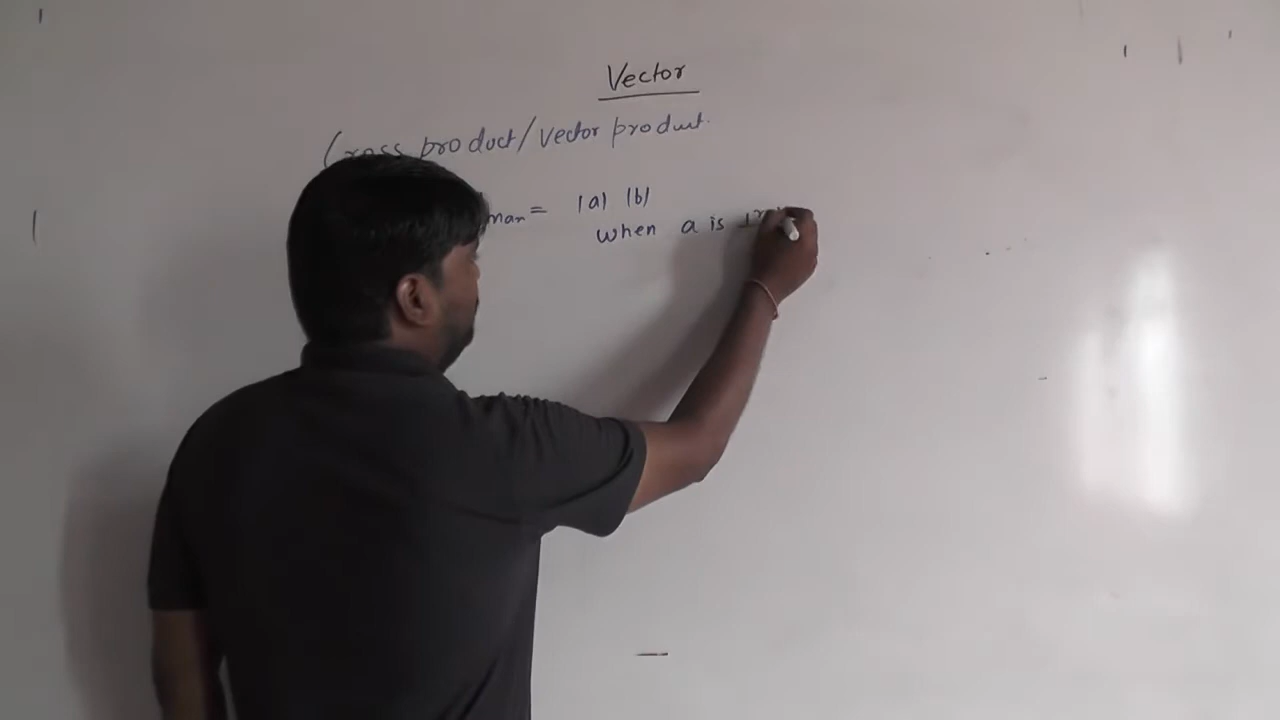 Vector
Cross product/Vector product.
max = |a| |b|
when a is ⊥